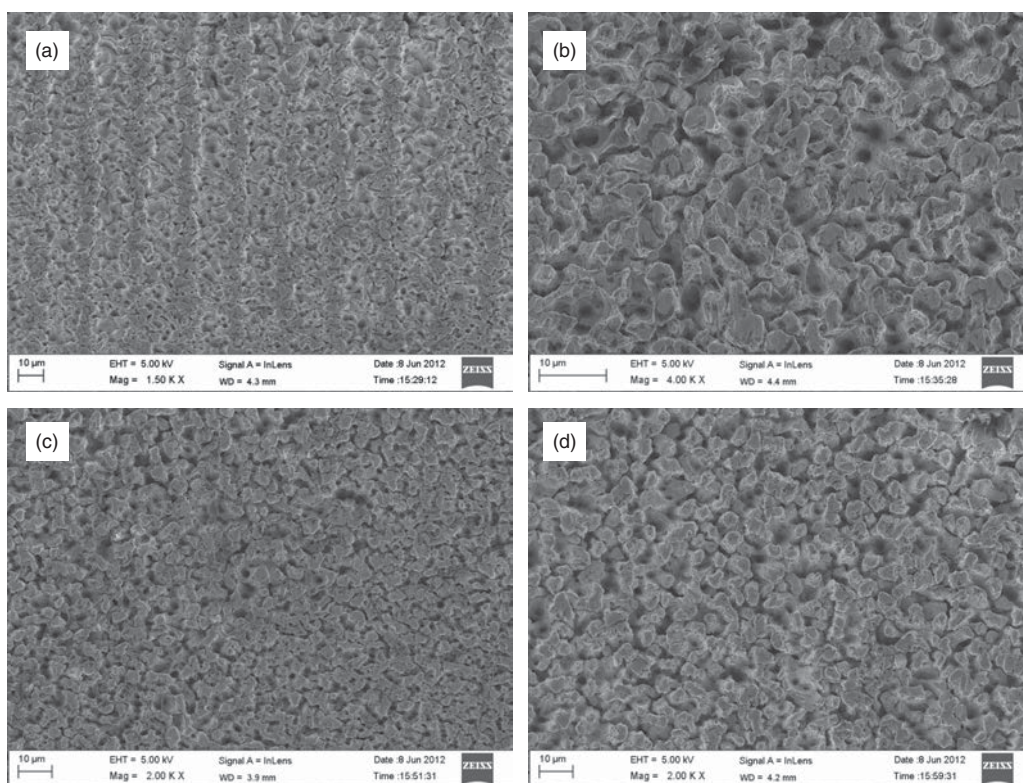 (a)
10 µm EHT = 5.00 kV Signal A = InLens Date :8 Jun 2012 ZEISS
Mag = 1.50 K X WD = 4.3 mm Time :15:29:12
(b)
10 µm EHT = 5.00 kV Signal A = InLens Date :8 Jun 2012 ZEISS
Mag = 4.00 K X WD = 4.4 mm Time :15:35:28
(c)
10 µm EHT = 5.00 kV Signal A = InLens Date :8 Jun 2012 ZEISS
Mag = 2.00 K X WD = 3.9 mm Time :15:51:31
(d)
10 µm EHT = 5.00 kV Signal A = InLens Date :8 Jun 2012 ZEISS
Mag = 2.00 K X WD = 4.2 mm Time :15:59:31